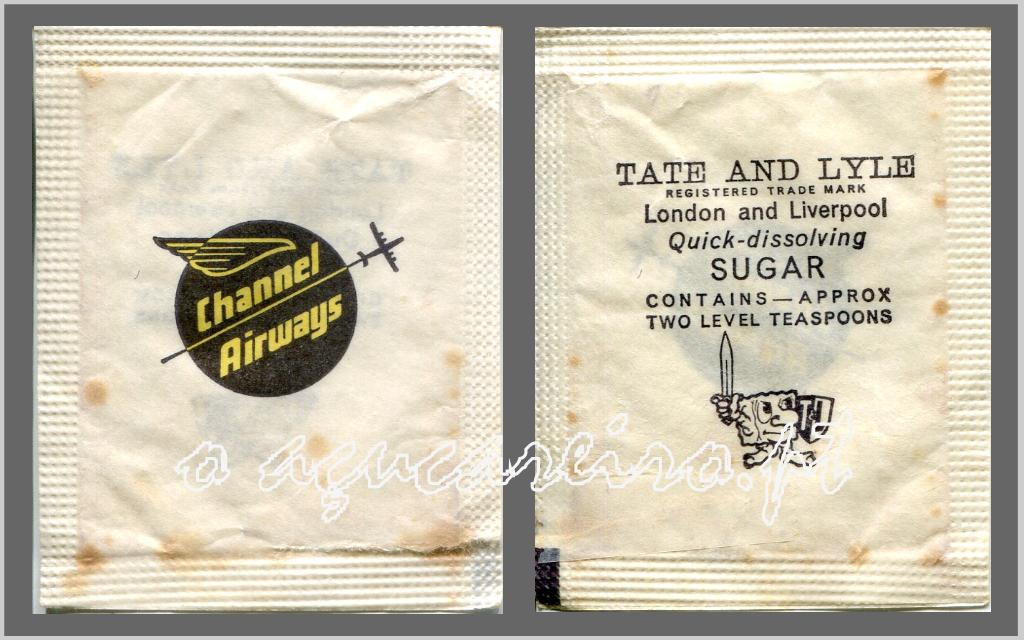 Channel
Airways
TATE AND LYLE
REGISTERED TRADE MARK
London and Liverpool
Quick-dissolving
SUGAR
CONTAINS — APPROX
TWO LEVEL TEASPOONS
T+L
a açucareira.pt